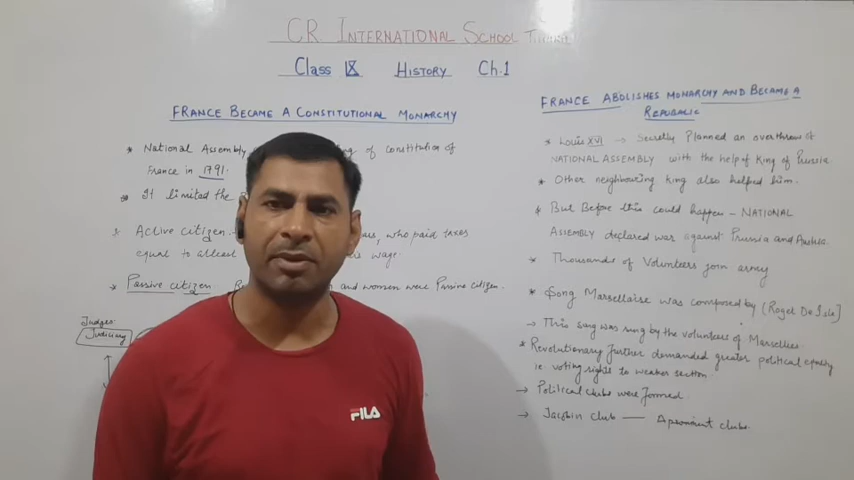 CR INTERNATIONAL SCHOOL
Class IX HISTORY Ch.1
FRANCE BECAME A CONSTITUTIONAL MONARCHY
* National Assembly of constitution of
France in 1791.
* It limited the
* Active citizen who paid taxes
equal to atleast wage.
* Passive citizen and women were Passive citizen.
Judges
Judiciary
FRANCE ABOLISHES MONARCHY AND BECAME A
REPUBALIC
* Louis XVI → Secretly Planned an overthrow of
NATIONAL ASSEMBLY with the help of King of Prussia
* Other neighbouring king also helped him.
* But Before this could happen - NATIONAL
ASSEMBLY declared war against Prussia and Austria.
* Thousands of Volunteers join army
* Song Marsellaise was composed by (Roget De Isle)
→ This song was sung by the volunteers of Marsellies
* Revolutionary further demanded greater political equality
ie voting rights to weaker section.
→ Political clubs were formed.
→ Jacobin club — clubs.
FILA